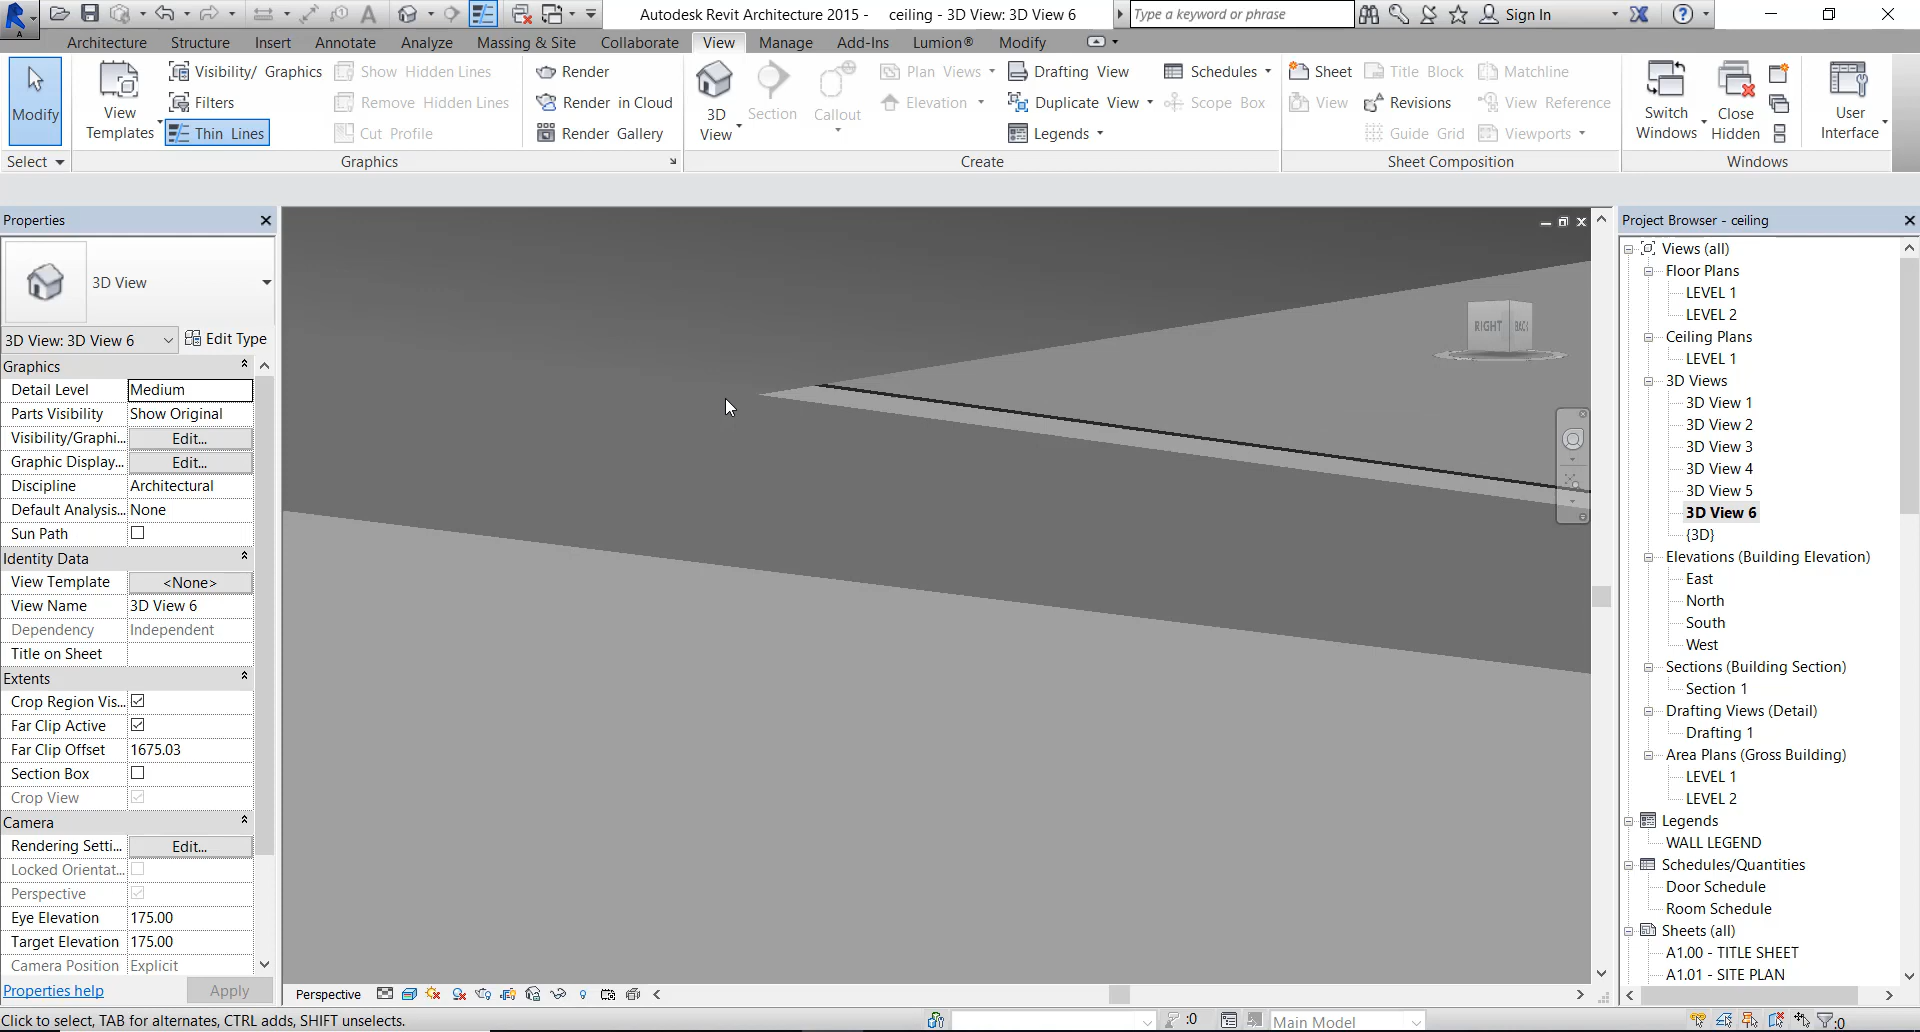 Autodesk Revit Architecture 2015 - ceiling - 3D View: 3D View 6
Type a keyword or phrase
Sign In
Architecture Structure Insert Annotate Analyze Massing & Site Collaborate View Manage Add-Ins Lumion® Modify
Modify
Select
View
Templates
Visibility/ Graphics
Filters
Thin Lines
Show Hidden Lines
Remove Hidden Lines
Cut Profile
Graphics
Render
Render in Cloud
Render Gallery
3D
View
Section
Callout
Plan Views
Elevation
Drafting View
Duplicate View
Legends
Schedules
Scope Box
Create
Sheet
View
Title Block
Revisions
Guide Grid
Matchline
View Reference
Viewports
Sheet Composition
Switch
Windows
Close
Hidden
User
Interface
Windows
Properties
3D View
3D View: 3D View 6
Edit Type
Graphics
Detail Level Medium
Parts Visibility Show Original
Visibility/Graphi... Edit...
Graphic Display... Edit...
Discipline Architectural
Default Analysis... None
Sun Path
Identity Data
View Template <None>
View Name 3D View 6
Dependency Independent
Title on Sheet
Extents
Crop Region Vis...
Far Clip Active
Far Clip Offset 1675.03
Section Box
Crop View
Camera
Rendering Setti... Edit...
Locked Orientat...
Perspective
Eye Elevation 175.00
Target Elevation 175.00
Camera Position Explicit
Properties help
Apply
RIGHT
BACK
Perspective
Project Browser - ceiling
Views (all)
Floor Plans
LEVEL 1
LEVEL 2
Ceiling Plans
LEVEL 1
3D Views
3D View 1
3D View 2
3D View 3
3D View 4
3D View 5
3D View 6
{3D}
Elevations (Building Elevation)
East
North
South
West
Sections (Building Section)
Section 1
Drafting Views (Detail)
Drafting 1
Area Plans (Gross Building)
LEVEL 1
LEVEL 2
Legends
WALL LEGEND
Schedules/Quantities
Door Schedule
Room Schedule
Sheets (all)
A1.00 - TITLE SHEET
A1.01 - SITE PLAN
Click to select, TAB for alternates, CTRL adds, SHIFT unselects.
:0
Main Model
:0